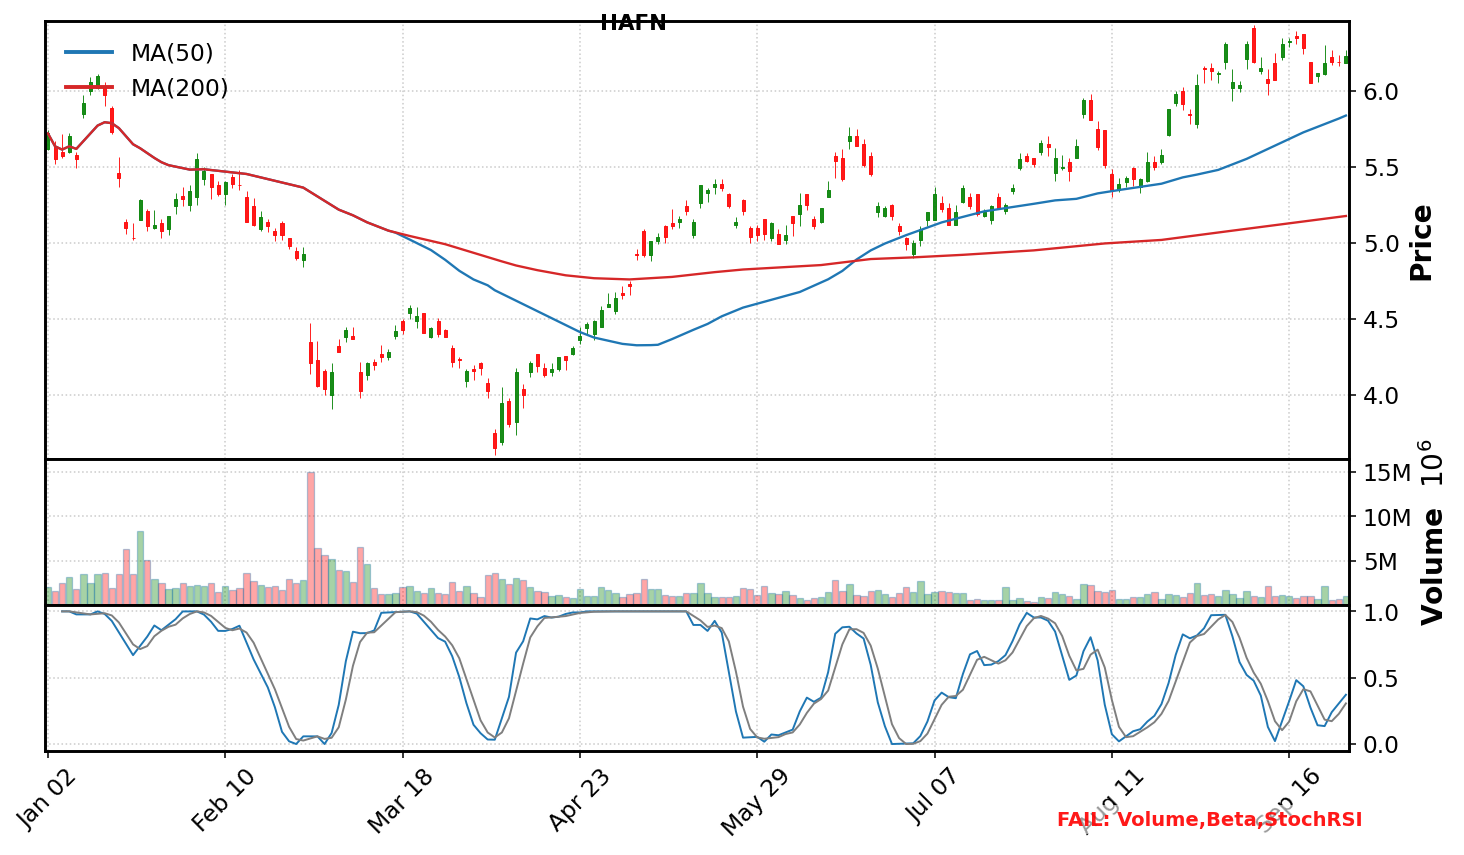 HAFN
MA(50)
MA(200)
6.0
5.5
5.0
4.5
4.0
Price
15M
10M
5M
Volume 10^6
1.0
0.5
0.0
Jan 02
Feb 10
Mar 18
Apr 23
May 29
Jul 07
Aug 11
Sep 16
FAIL: Volume,Beta,StochRSI